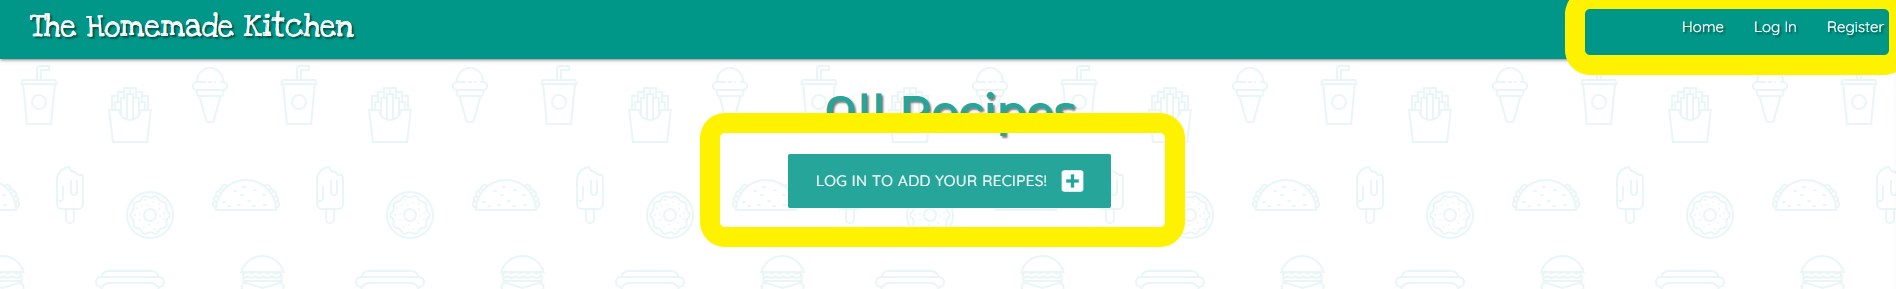 The Homemade Kitchen
Home Log In Register
All Recipes
LOG IN TO ADD YOUR RECIPES!